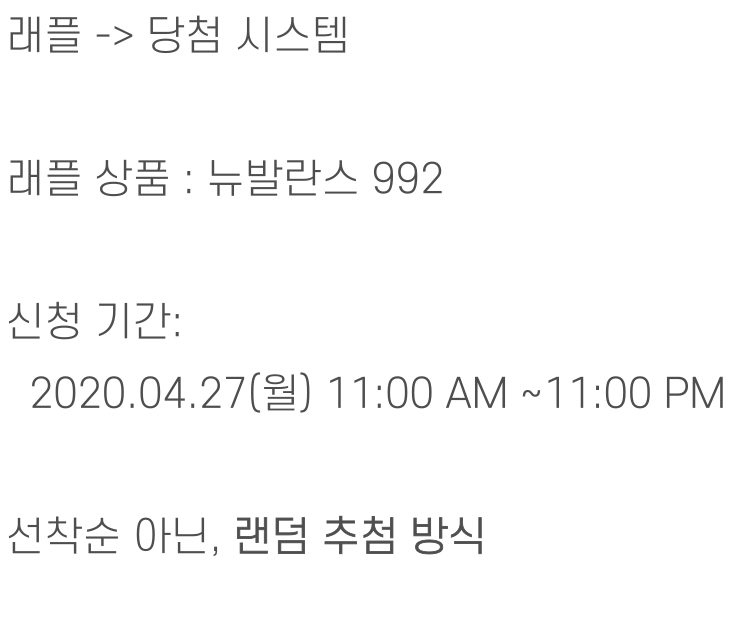 래플 -> 당첨 시스템
래플 상품 : 뉴발란스 992
신청 기간:
2020.04.27(월) 11:00 AM ~11:00 PM
선착순 아닌, 랜덤 추첨 방식